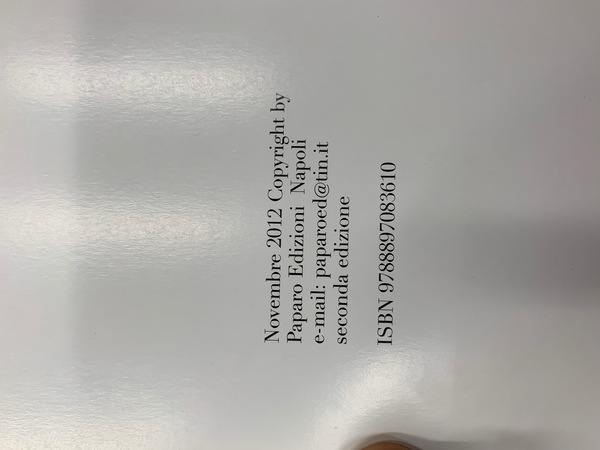 Novembre 2012 Copyright by
Paparo Edizioni Napoli
e-mail: paparoed@tin.it
seconda edizione
ISBN 9788897083610